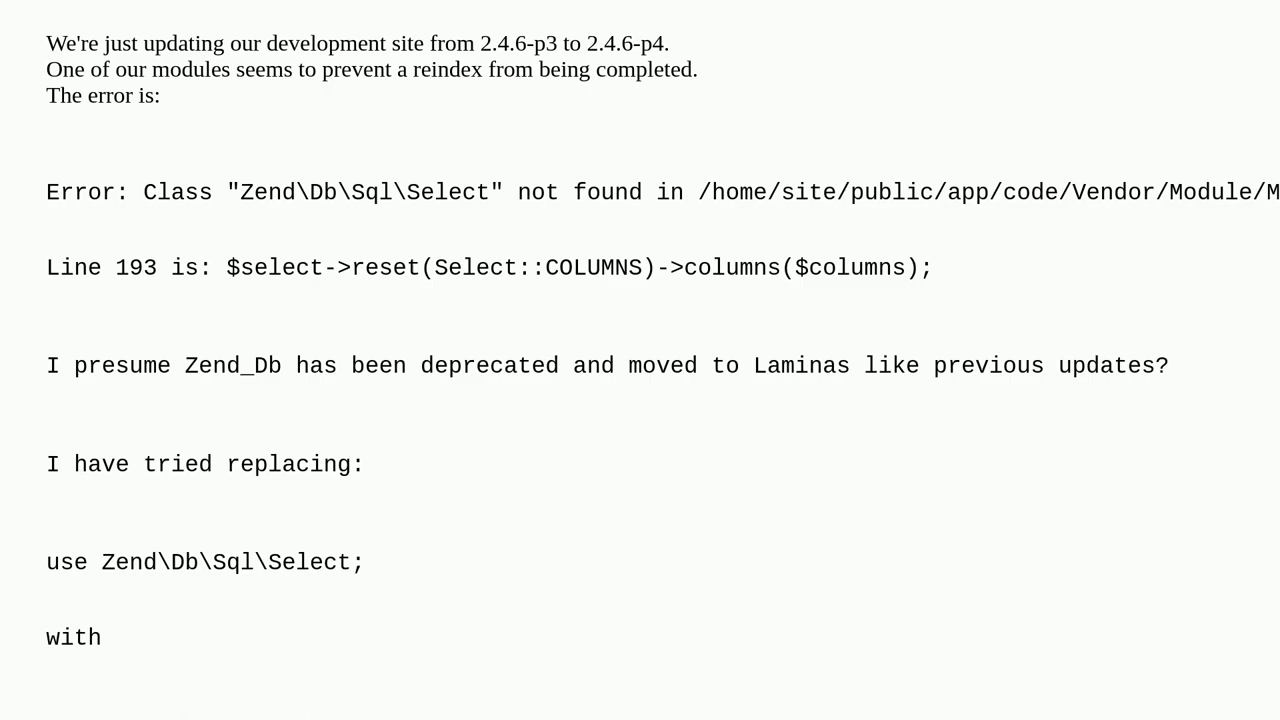 We're just updating our development site from 2.4.6-p3 to 2.4.6-p4.
One of our modules seems to prevent a reindex from being completed.
The error is:
Error: Class "Zend\Db\Sql\Select" not found in /home/site/public/app/code/Vendor/Module/M
Line 193 is: $select->reset(Select::COLUMNS)->columns($columns);
I presume Zend_Db has been deprecated and moved to Laminas like previous updates?
I have tried replacing:
use Zend\Db\Sql\Select;
with